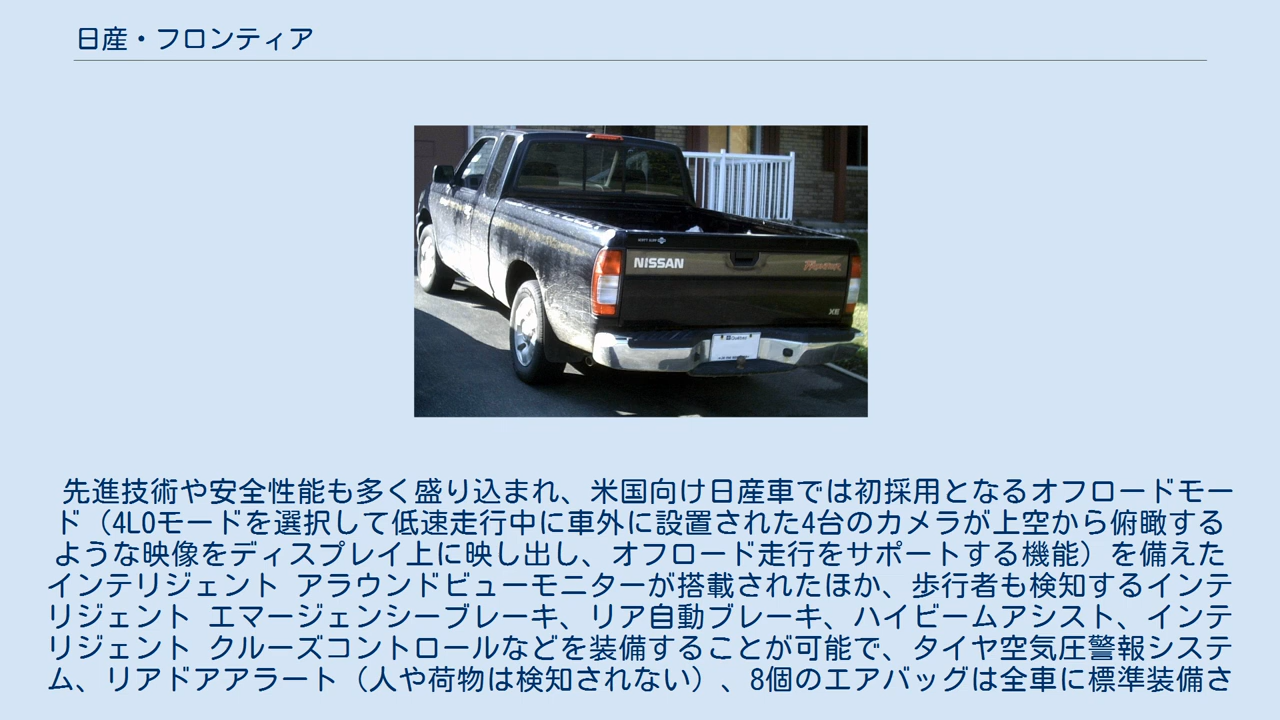 日産・フロンティア
NISSAN
XE
先進技術や安全性能も多く盛り込まれ、米国向け日産車では初採用となるオフロードモー
ド（4LOモードを選択して低速走行中に車外に設置された4台のカメラが上空から俯瞰する
ような映像をディスプレイ上に映し出し、オフロード走行をサポートする機能）を備えた
インテリジェント アラウンドビューモニターが搭載されたほか、歩行者も検知するインテ
リジェント エマージェンシーブレーキ、リア自動ブレーキ、ハイビームアシスト、インテ
リジェント クルーズコントロールなどを装備することが可能で、タイヤ空気圧警報システ
ム、リアドアアラート（人や荷物は検知されない）、8個のエアバッグは全車に標準装備さ